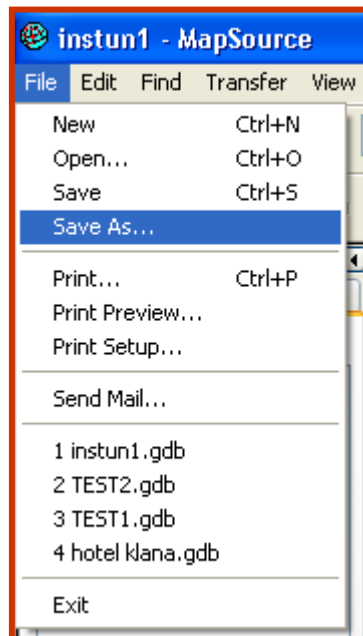 instun1 - MapSource
File Edit Find Transfer View
New Ctrl+N
Open... Ctrl+O
Save Ctrl+S
Save As...
Print... Ctrl+P
Print Preview...
Print Setup...
Send Mail...
1 instun1.gdb
2 TEST2.gdb
3 TEST1.gdb
4 hotel klana.gdb
Exit